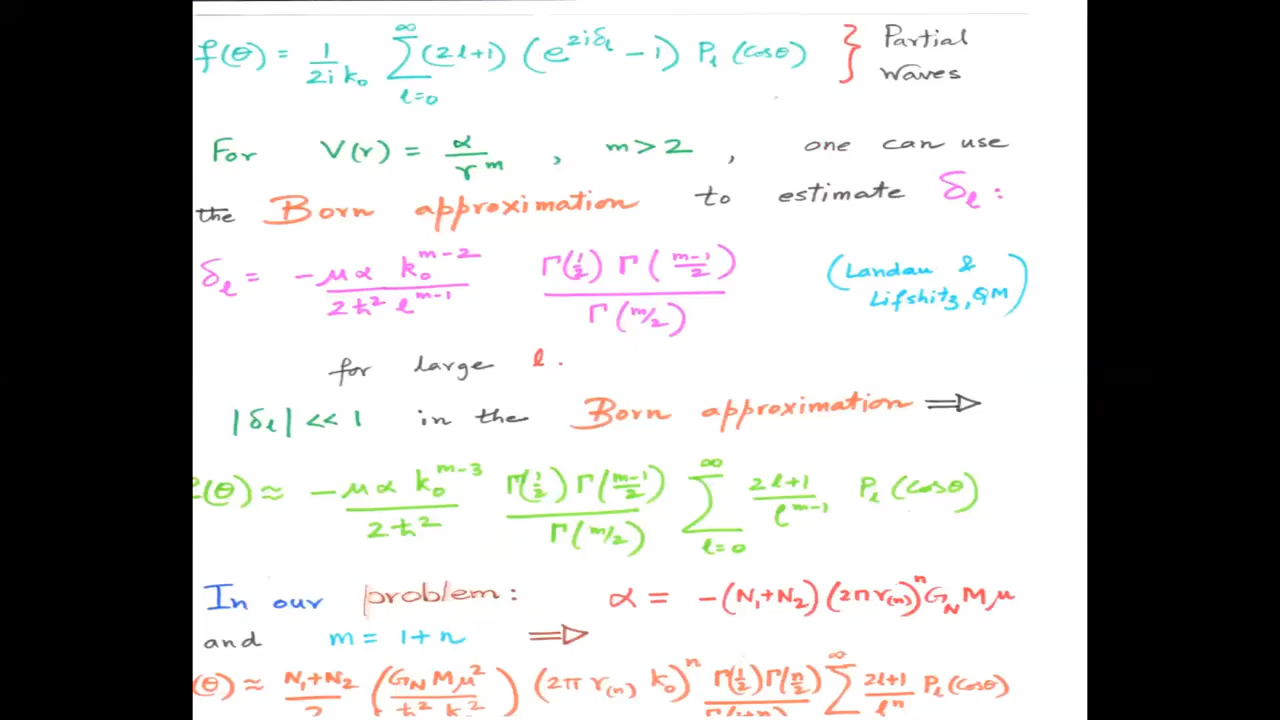 f(θ) = 1/(2i k₀) ∑_{l=0}^{∞} (2l+1) (e^{2iδ_l} − 1) P_l (cosθ) } Partial waves
For V(r) = α/r^m , m > 2 , one can use
the Born approximation to estimate δ_l :
δ_l = −μα k₀^{m−2} / (2ħ² l^{m−1}) Γ(1/2) Γ((m−1)/2) / Γ(m/2) (Landau & Lifshitz, QM)
for large l .
|δ_l| << 1 in the Born approximation ⟹
(θ) ≈ −μα k₀^{m−3} / (2ħ²) Γ(1/2) Γ((m−1)/2) / Γ(m/2) ∑_{l=0}^{∞} (2l+1)/l^{m−1} P_l (cosθ)
In our problem : α = −(N₁+N₂) (2π r_{(n)})^n G_N M μ
and m = 1+n ⟹
(θ) ≈ (N₁+N₂)/2 (G_N M μ² / (ħ² k²)) (2π r_{(n)} k₀)^n Γ(1/2) Γ(n/2) / Γ(1+n) ∑^{∞} (2l+1)/l^n P_l (cosθ)